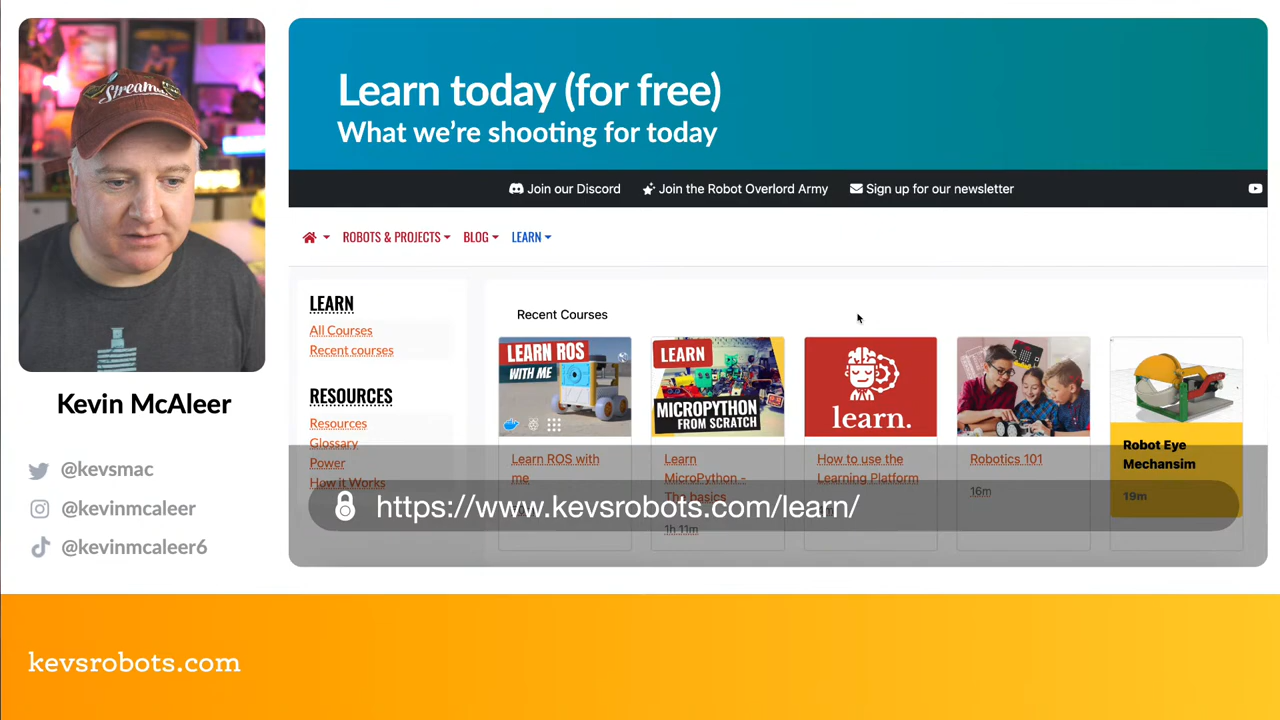 Stream
Kevin McAleer
@kevsmac
@kevinmcaleer
@kevinmcaleer6
Learn today (for free)
What we're shooting for today
Join our Discord
Join the Robot Overlord Army
Sign up for our newsletter
ROBOTS & PROJECTS
BLOG
LEARN
LEARN
All Courses
Recent courses
RESOURCES
Resources
Glossary
Power
How it Works
Recent Courses
LEARN ROS
WITH ME
Learn ROS with
me
LEARN
MICROPYTHON
FROM SCRATCH
Learn
MicroPython -
The basics
1h 11m
learn.
How to use the
Learning Platform
Robotics 101
16m
Robot Eye
Mechansim
19m
https://www.kevsrobots.com/learn/
kevsrobots.com